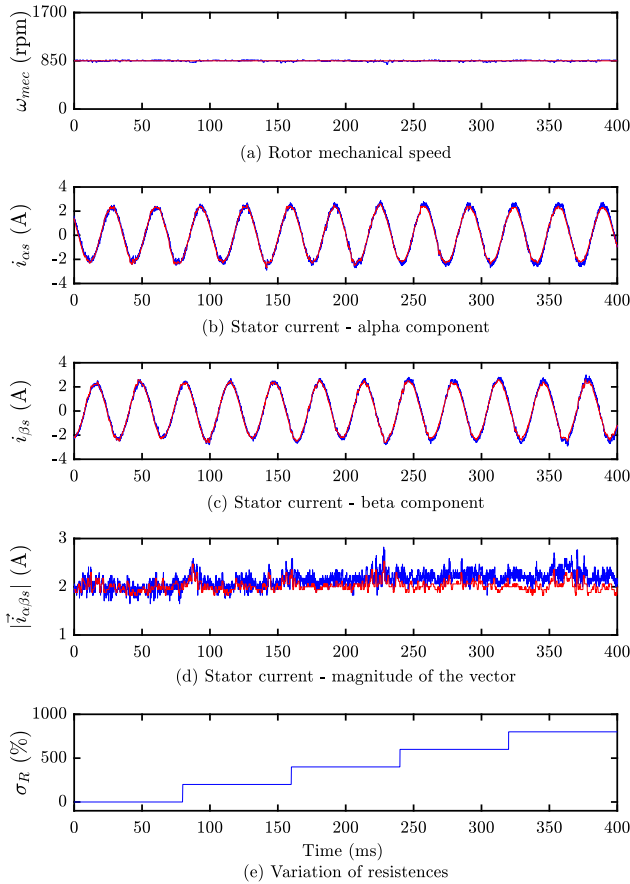 1700
850
0
ω_mec (rpm)
0 50 100 150 200 250 300 350 400
(a) Rotor mechanical speed
4
2
0
-2
-4
i_αs (A)
0 50 100 150 200 250 300 350 400
(b) Stator current - alpha component
4
2
0
-2
-4
i_βs (A)
0 50 100 150 200 250 300 350 400
(c) Stator current - beta component
3
2
1
|i⃗_αβs| (A)
0 50 100 150 200 250 300 350 400
(d) Stator current - magnitude of the vector
1000
500
0
σ_R (%)
0 50 100 150 200 250 300 350 400
Time (ms)
(e) Variation of resistences